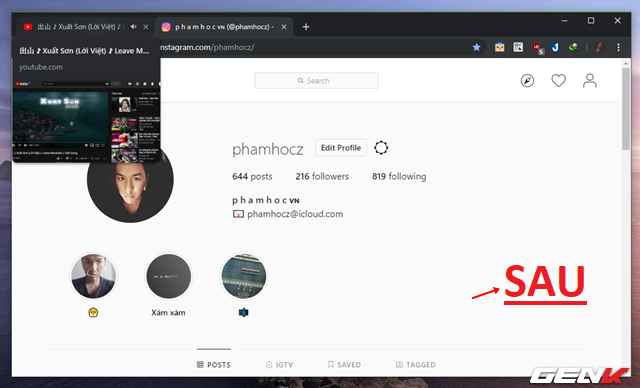 出山 ♪ Xuất Sơn (Lời Việt) ♪
p h a m h o c ᴠɴ (@phamhocz) •
出山 ♪ Xuất Sơn (Lời Việt) ♪ Leave M...
youtube.com
nstagram.com/phamhocz/
Search
XUẤT SƠN
phamhocz
Edit Profile
644 posts
216 followers
819 following
p h a m h o c ᴠɴ
phamhocz@icloud.com
Xàm xàm
SAU
POSTS
IGTV
SAVED
TAGGED
GENK